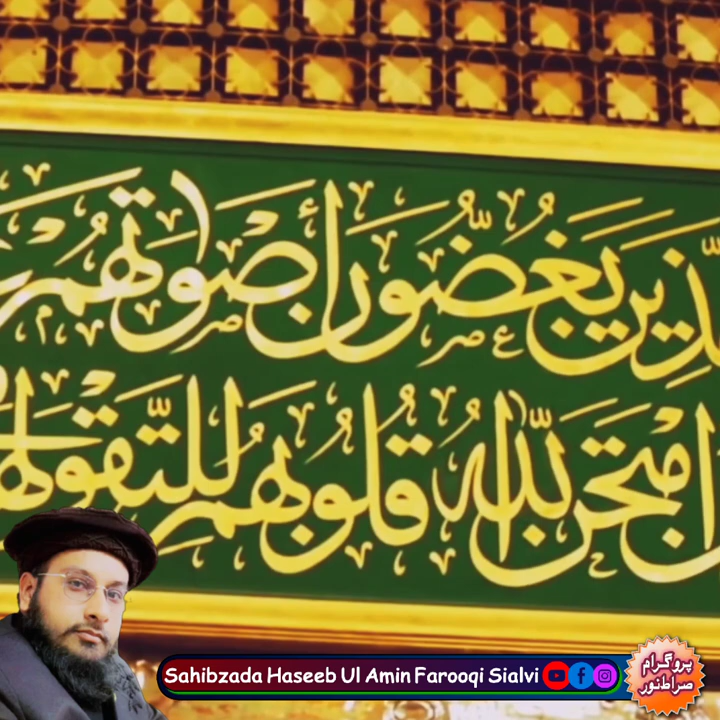 لَّذِينَ يَغُضُّونَ أَصْوَاتَهُمْ
امْتَحَنَ اللَّهُ قُلُوبَهُمْ لِلتَّقْوَى
Sahibzada Haseeb Ul Amin Farooqi Sialvi
پروگرام
صراط نور